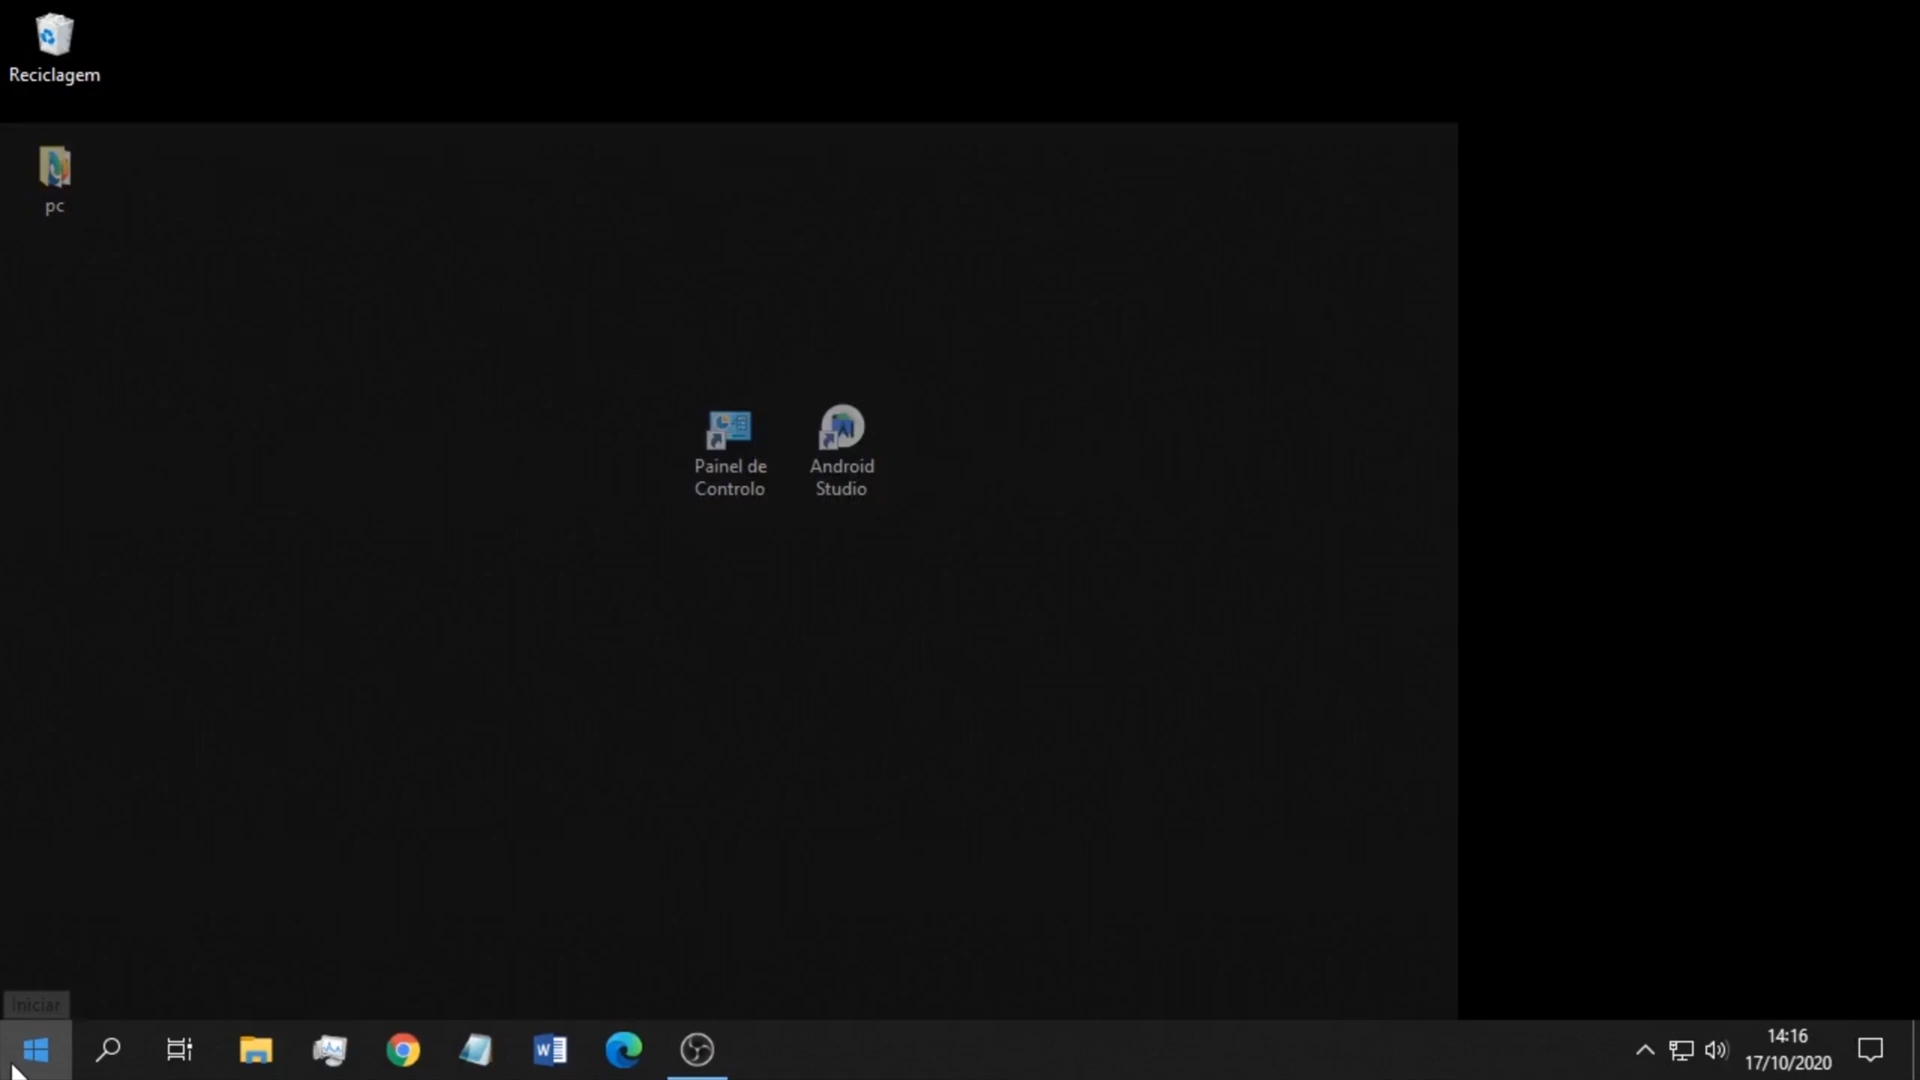 Reciclagem
pc
Painel de
Controlo
Android
Studio
Iniciar
14:16
17/10/2020